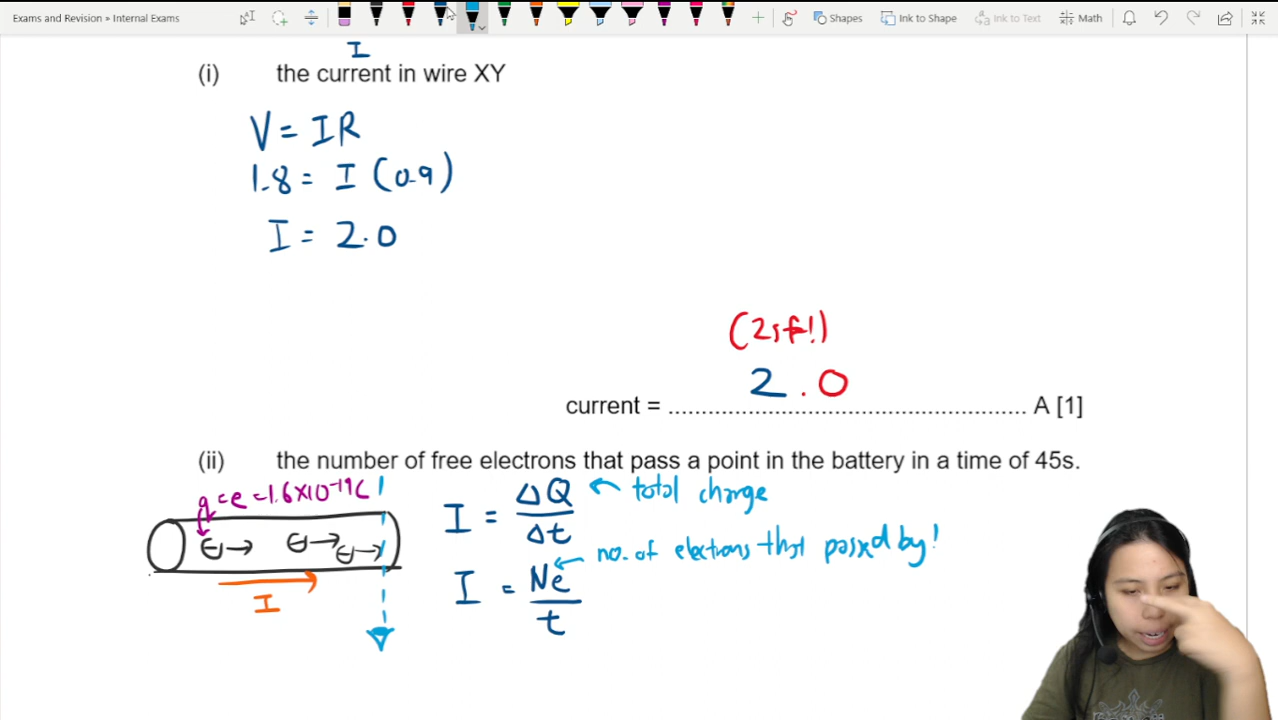 Exams and Revision » Internal Exams
Shapes
Ink to Shape
Ink to Text
Math
I
(i) the current in wire XY
V = IR
1.8 = I (0.9)
I = 2.0
(2sf!)
2.0
current = ........................................................ A [1]
(ii) the number of free electrons that pass a point in the battery in a time of 45s.
q = e = 1.6×10⁻¹⁹C
I = ΔQ/Δt ← total charge
← no. of electrons that passed by!
I = Ne/t
I